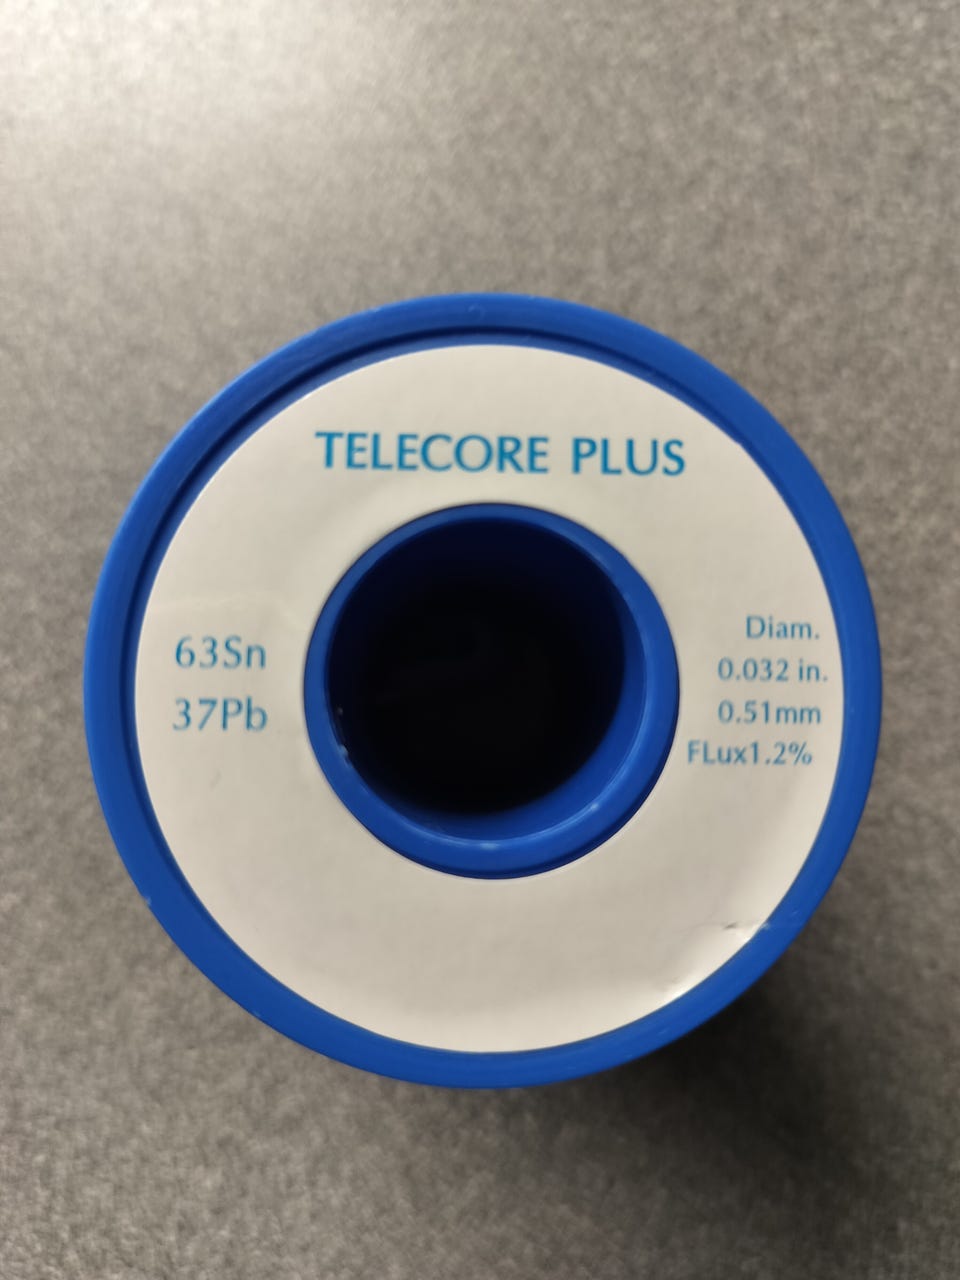 TELECORE PLUS
63Sn
37Pb
Diam.
0.032 in.
0.51mm
FLux1.2%